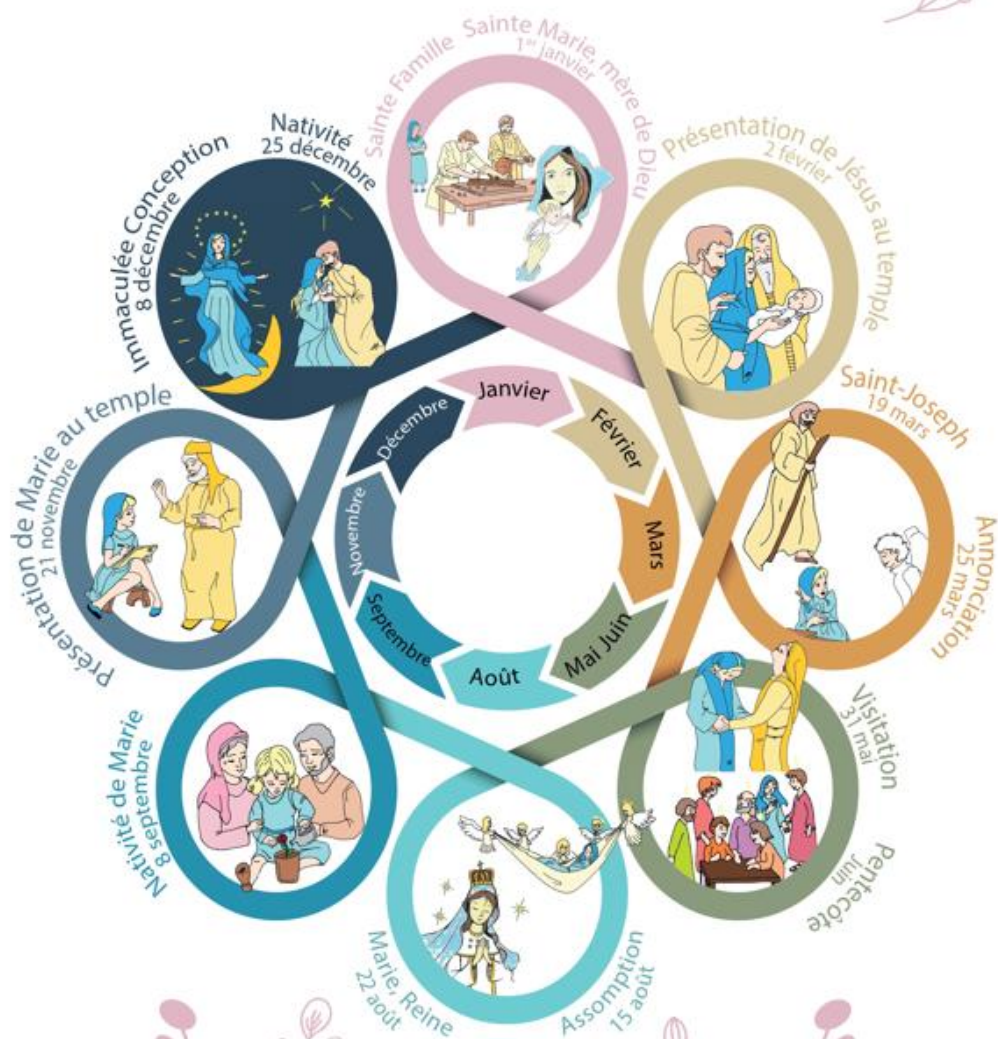 Sainte Famille
Sainte Marie, mère de Dieu
1er janvier
Présentation de Jésus au temple
2 février
Saint-Joseph
19 mars
Annonciation
25 mars
Visitation
31 mai
Pentecôte
Juin
Assomption
15 août
Marie, Reine
22 août
Nativité de Marie
8 septembre
Présentation de Marie au temple
21 novembre
Immaculée Conception
8 décembre
Nativité
25 décembre
Janvier
Février
Mars
Mai Juin
Août
Septembre
Novembre
Décembre